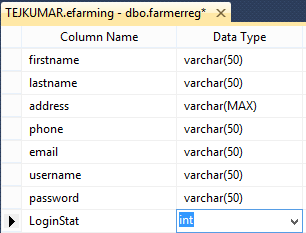 TEJKUMAR.efarming - dbo.farmerreg*
Column Name Data Type
firstname varchar(50)
lastname varchar(50)
address varchar(MAX)
phone varchar(50)
email varchar(50)
username varchar(50)
password varchar(50)
LoginStat int